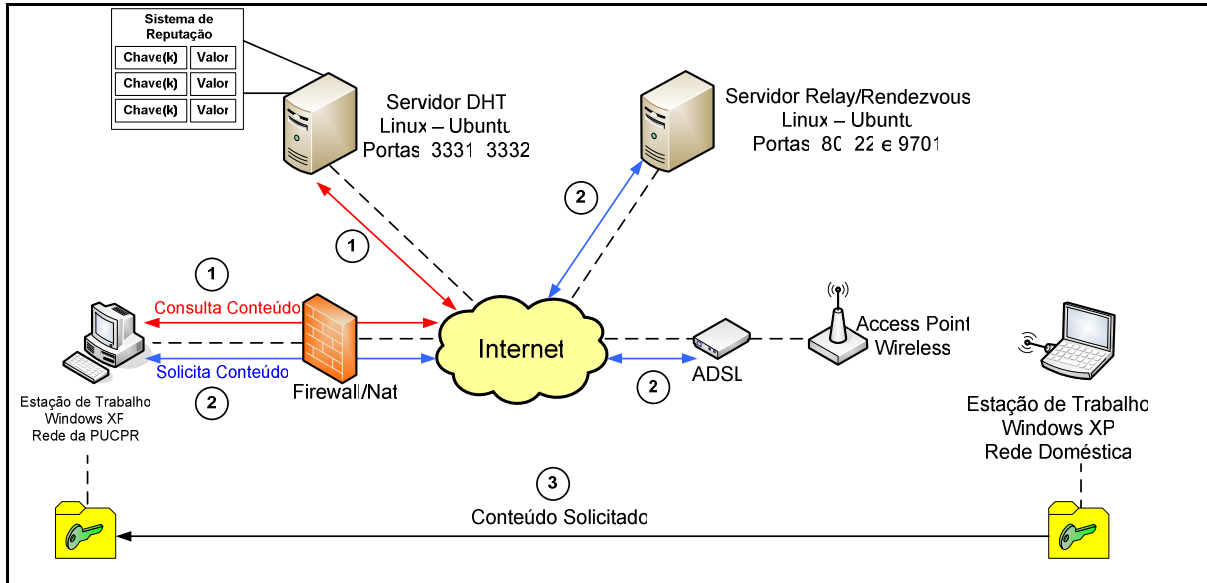 Sistema de
Reputação
Chave(k) Valor
Chave(k) Valor
Chave(k) Valor
Servidor DHT
Linux – Ubuntu
Portas 3331 3332
Servidor Relay/Rendezvous
Linux – Ubuntu
Portas 80 22 e 9701
2
1
1
Consulta Conteúdo
Solicita Conteúdo
2
Firewall/Nat
Internet
2
ADSL
Access Point
Wireless
Estação de Trabalho
Windows XP
Rede da PUCPR
Estação de Trabalho
Windows XP
Rede Doméstica
3
Conteúdo Solicitado